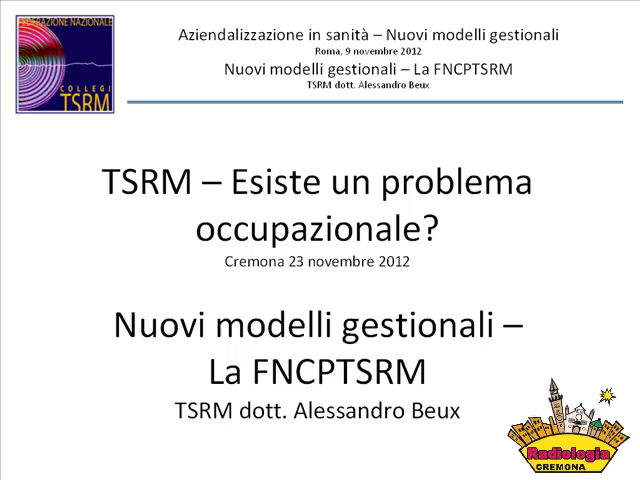 FEDERAZIONE NAZIONALE
COLLEGI
TSRM
Aziendalizzazione in sanità – Nuovi modelli gestionali
Roma, 9 novembre 2012
Nuovi modelli gestionali – La FNCPTSRM
TSRM dott. Alessandro Beux
TSRM – Esiste un problema
occupazionale?
Cremona 23 novembre 2012
Nuovi modelli gestionali –
La FNCPTSRM
TSRM dott. Alessandro Beux
Radiologia
CREMONA